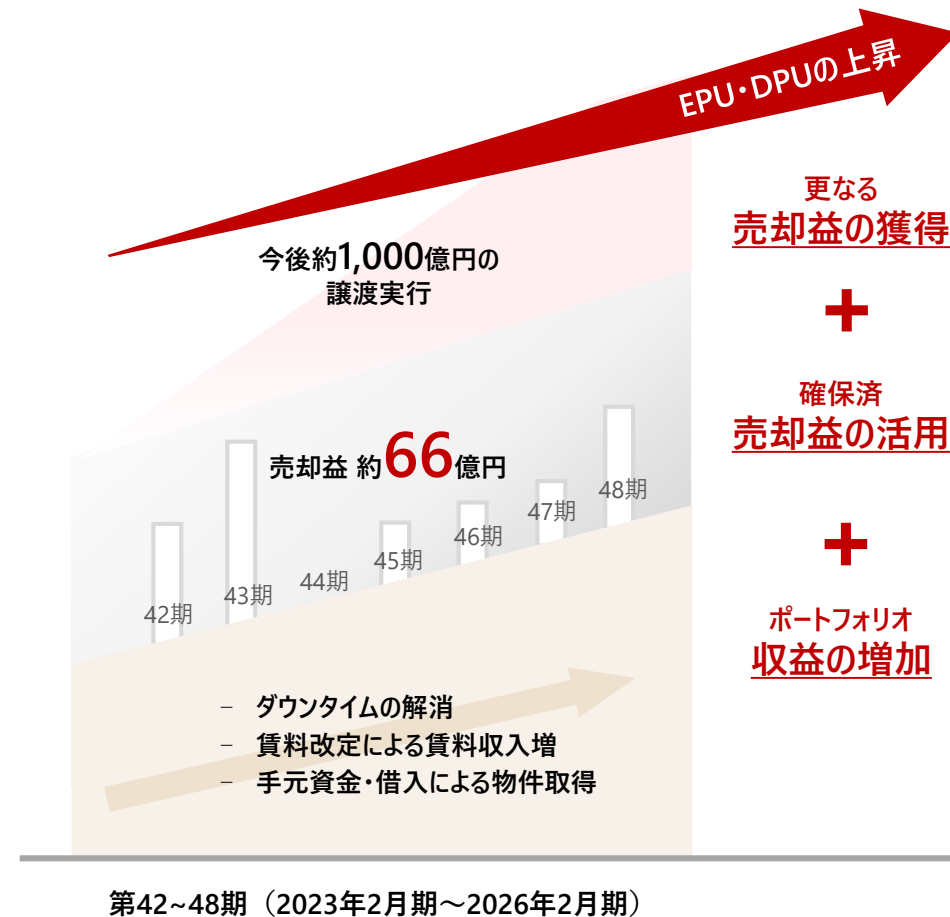 EPU・DPUの上昇
今後約1,000億円の
譲渡実行
売却益 約66億円
42期
43期
44期
45期
46期
47期
48期
－ ダウンタイムの解消
－ 賃料改定による賃料収入増
－ 手元資金・借入による物件取得
更なる
売却益の獲得
+
確保済
売却益の活用
+
ポートフォリオ
収益の増加
第42~48期（2023年2月期～2026年2月期）